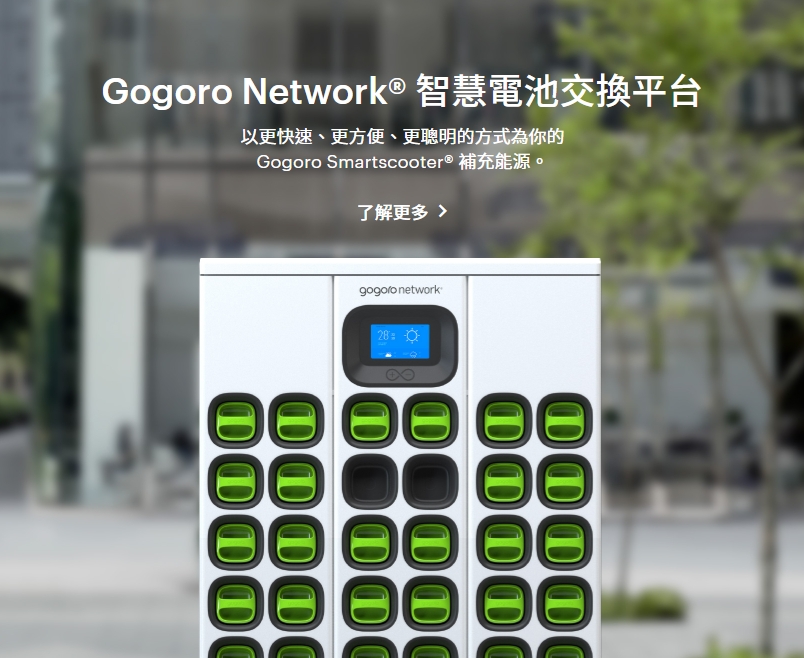 Gogoro Network® 智慧電池交換平台
以更快速、更方便、更聰明的方式為你的
Gogoro Smartscooter® 補充能源。
了解更多 >
gogoro network
28